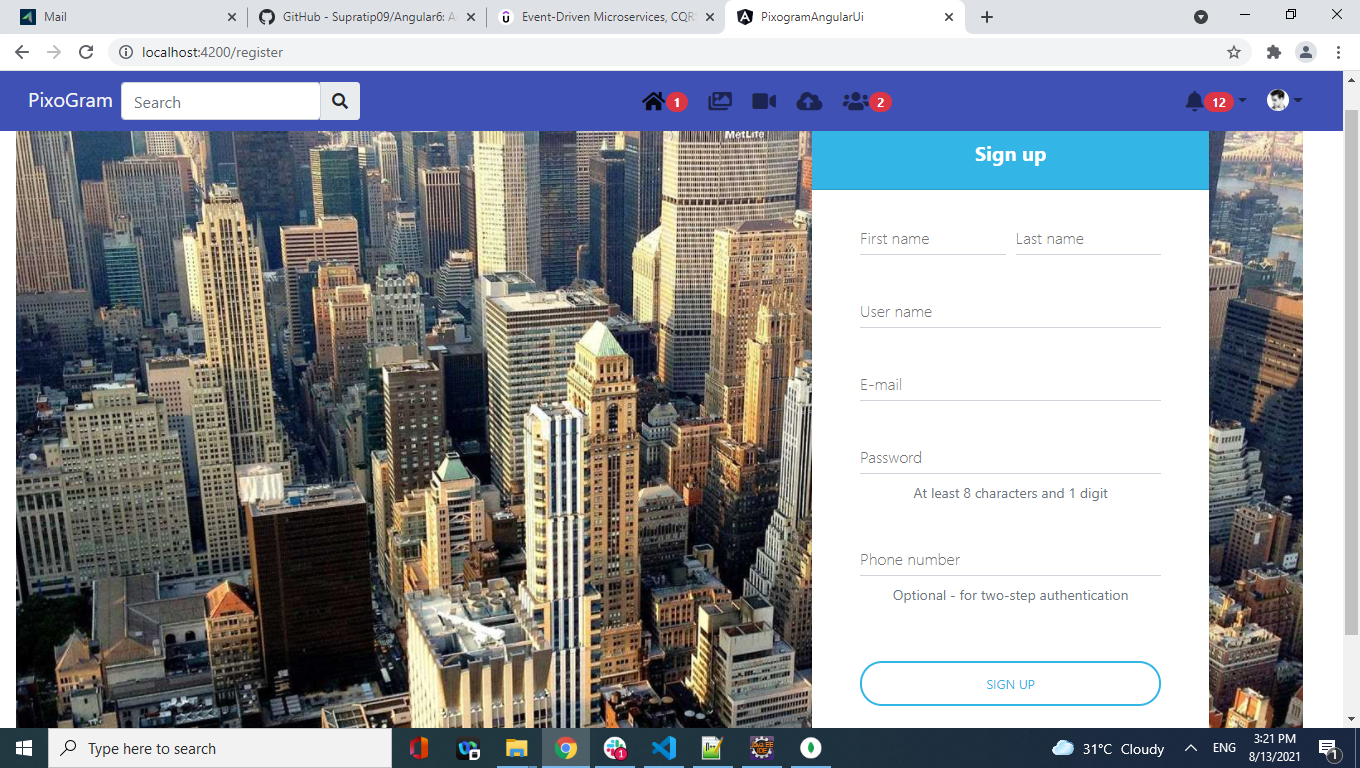 Mail
GitHub - Supratip09/Angular6: A
Event-Driven Microservices, CQR
PixogramAngularUi
localhost:4200/register
PixoGram
Search
1
2
12
MetLife
Sign up
First name
Last name
User name
E-mail
Password
At least 8 characters and 1 digit
Phone number
Optional - for two-step authentication
SIGN UP
Type here to search
1
31°C Cloudy
ENG
3:21 PM
8/13/2021
1